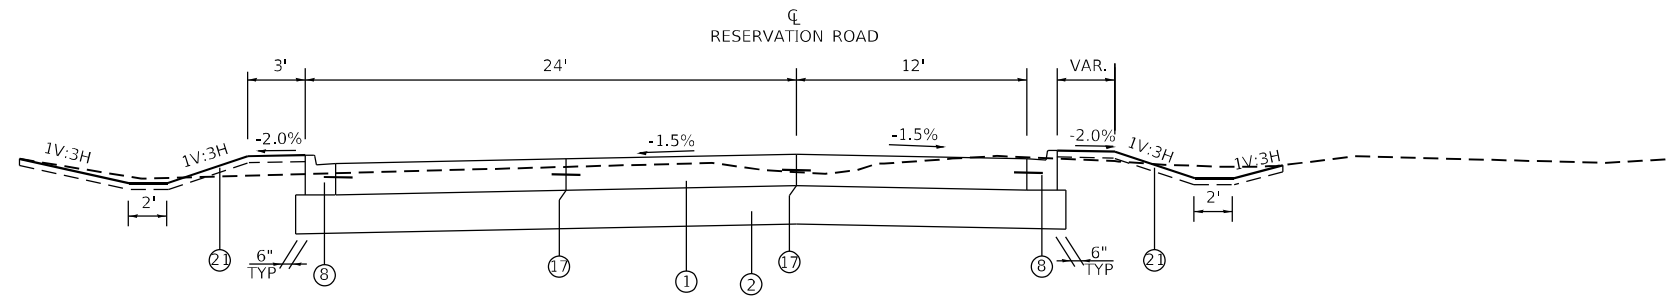 ℄
RESERVATION ROAD
3'
24'
12'
VAR.
1V:3H
1V:3H
-2.0%
-1.5%
-1.5%
-2.0%
1V:3H
1V:3H
2'
2'
21
6"
TYP
8
17
1
2
17
8
6"
TYP
21